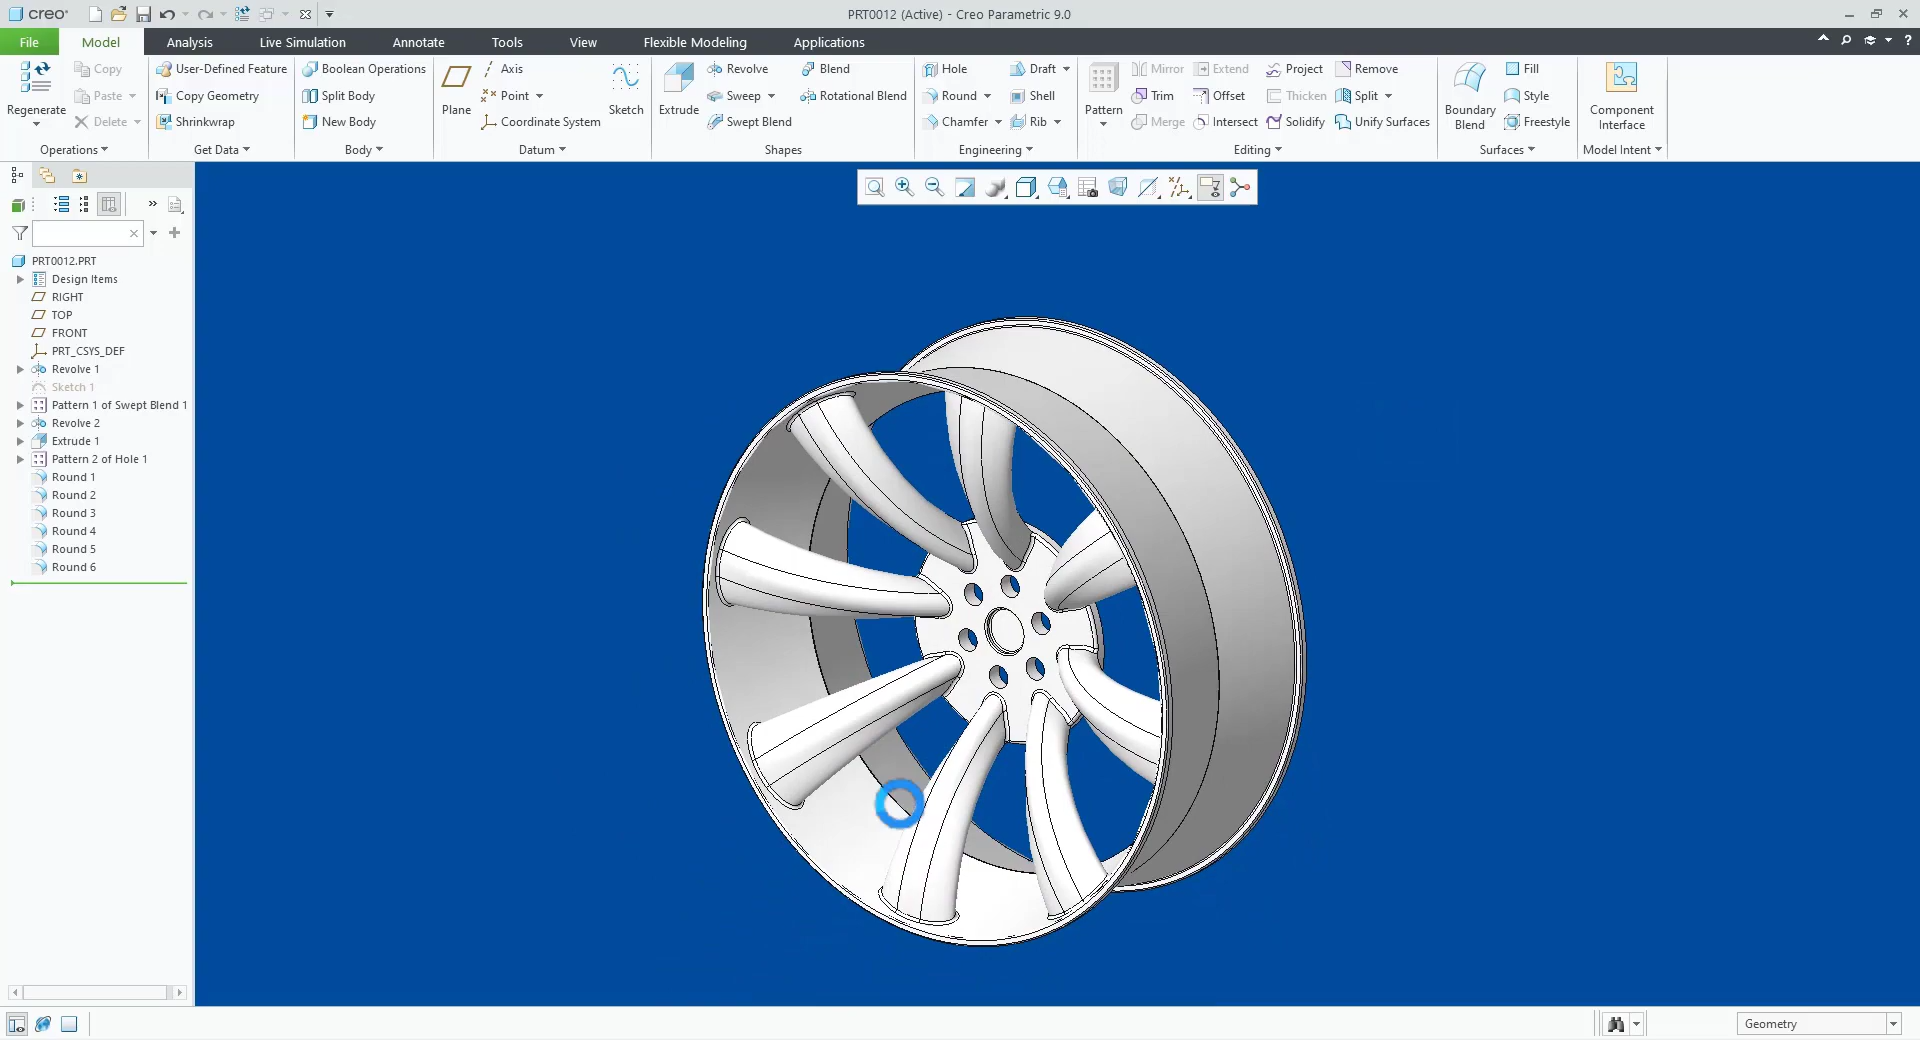 creo
PRT0012 (Active) - Creo Parametric 9.0
File Model Analysis Live Simulation Annotate Tools View Flexible Modeling Applications
Regenerate
Copy
Paste
Delete
Operations
User-Defined Feature
Copy Geometry
Shrinkwrap
Get Data
Boolean Operations
Split Body
New Body
Body
Plane
Axis
Point
Coordinate System
Sketch
Datum
Extrude
Revolve
Sweep
Swept Blend
Blend
Rotational Blend
Shapes
Hole
Round
Chamfer
Draft
Shell
Rib
Engineering
Pattern
Mirror
Trim
Merge
Extend
Offset
Intersect
Project
Thicken
Solidify
Remove
Split
Unify Surfaces
Editing
Boundary
Blend
Fill
Style
Freestyle
Surfaces
Component
Interface
Model Intent
PRT0012.PRT
Design Items
RIGHT
TOP
FRONT
PRT_CSYS_DEF
Revolve 1
Sketch 1
Pattern 1 of Swept Blend 1
Revolve 2
Extrude 1
Pattern 2 of Hole 1
Round 1
Round 2
Round 3
Round 4
Round 5
Round 6
Geometry